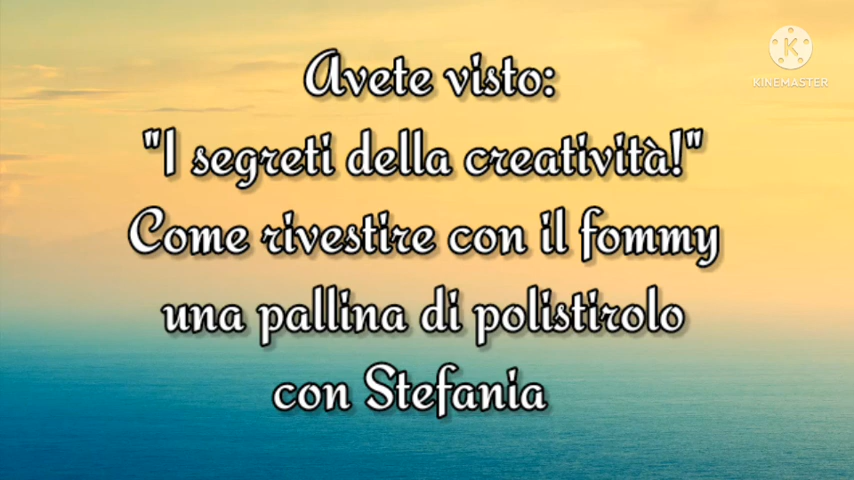 KINEMASTER
Avete visto:
"I segreti della creatività!"
Come rivestire con il fommy
una pallina di polistirolo
con Stefania